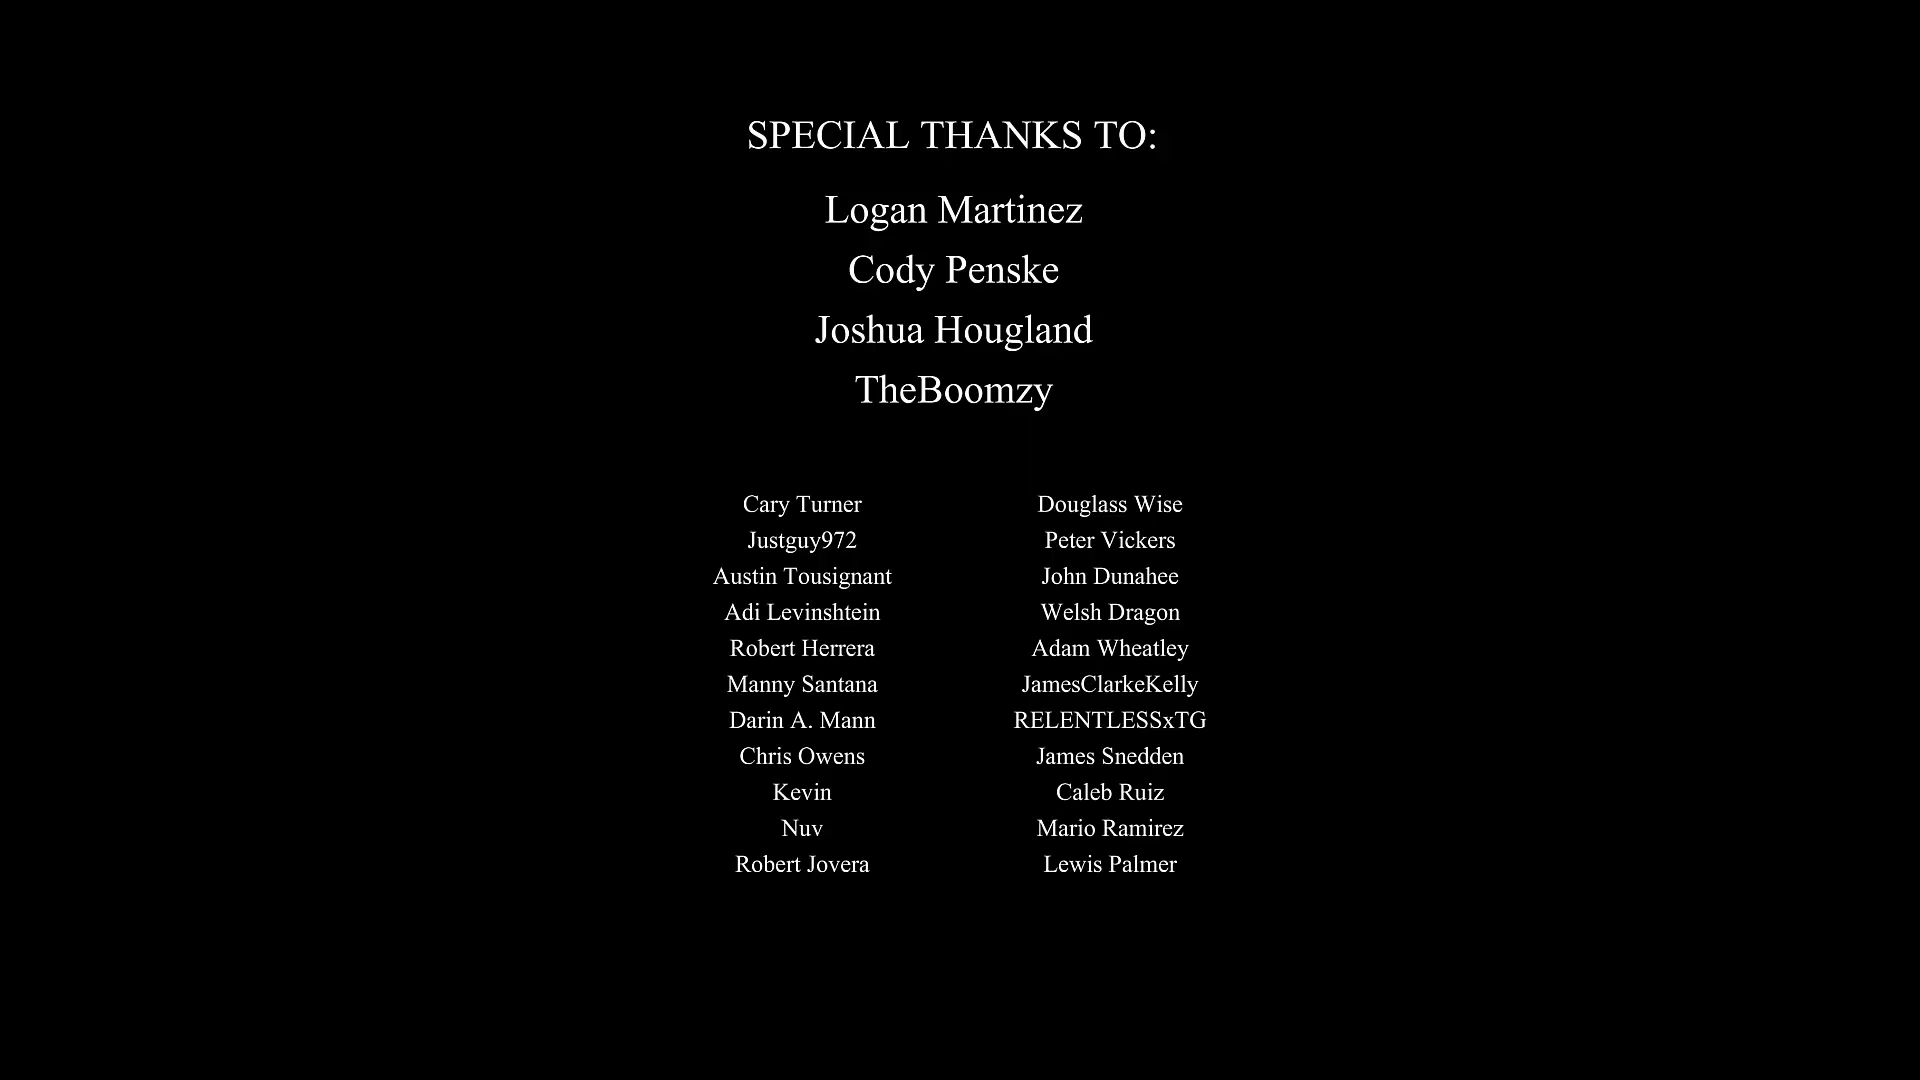 SPECIAL THANKS TO:
Logan Martinez
Cody Penske
Joshua Hougland
TheBoomzy
Cary Turner
Justguy972
Austin Tousignant
Adi Levinshtein
Robert Herrera
Manny Santana
Darin A. Mann
Chris Owens
Kevin
Nuv
Robert Jovera
Douglass Wise
Peter Vickers
John Dunahee
Welsh Dragon
Adam Wheatley
JamesClarkeKelly
RELENTLESSxTG
James Snedden
Caleb Ruiz
Mario Ramirez
Lewis Palmer